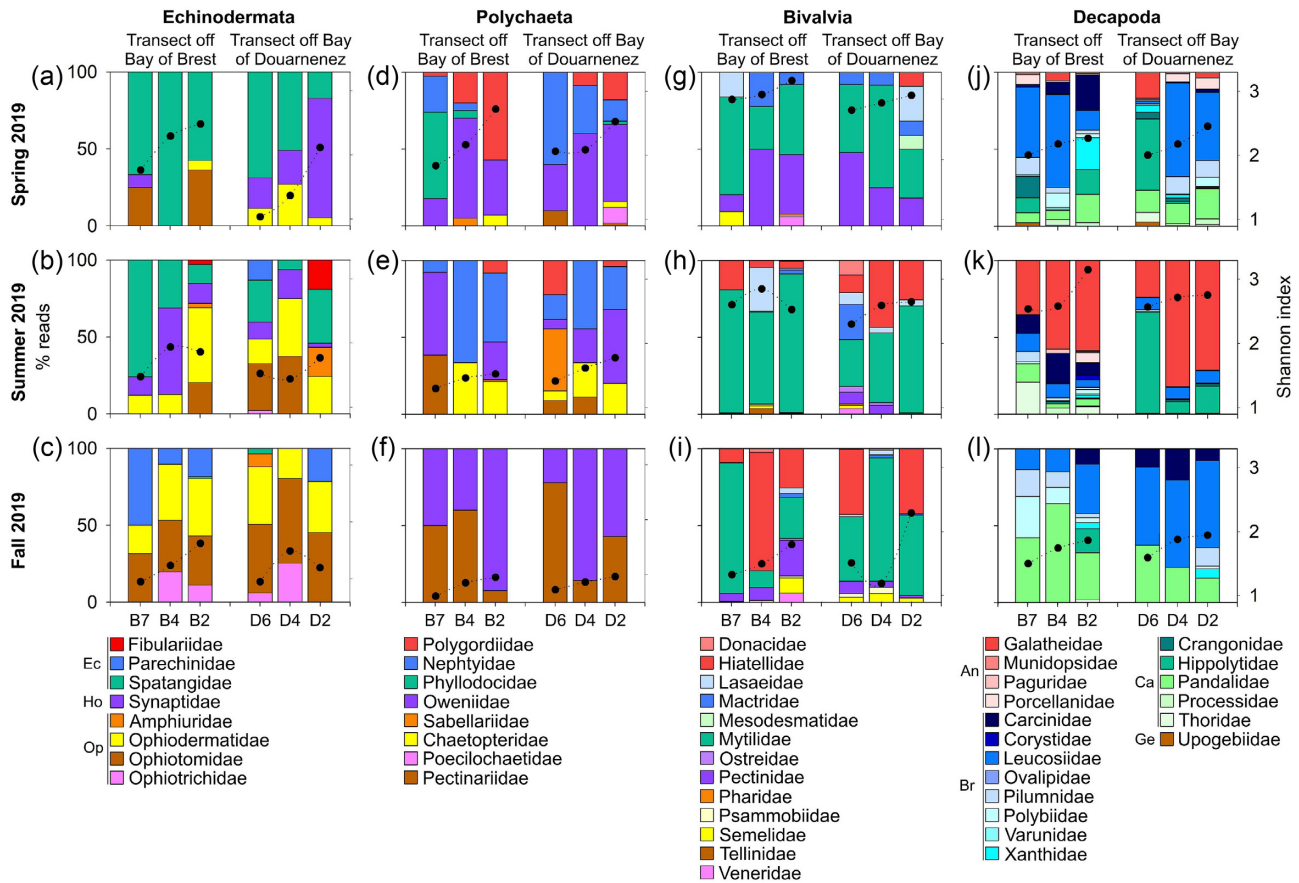 Echinodermata
Polychaeta
Bivalvia
Decapoda
Transect off Bay of Brest
Transect off Bay of Douarnenez
Transect off Bay of Brest
Transect off Bay of Douarnenez
Transect off Bay of Brest
Transect off Bay of Douarnenez
Transect off Bay of Brest
Transect off Bay of Douarnenez
Spring 2019
(a) 100
50
0
(d)
(g)
(j)
3
2
1
Summer 2019
% reads
(b) 100
50
0
(e)
(h)
(k)
3
2
1
Shannon index
Fall 2019
(c) 100
50
0
(f)
(i)
(l)
3
2
1
B7 B4 B2 D6 D4 D2
B7 B4 B2 D6 D4 D2
B7 B4 B2 D6 D4 D2
B7 B4 B2 D6 D4 D2
Ec
Fibulariidae
Parechinidae
Spatangidae
Ho
Synaptidae
Op
Amphiuridae
Ophiodermatidae
Ophiotomidae
Ophiotrichidae
Polygordiidae
Nephtyidae
Phyllodocidae
Oweniidae
Sabellariidae
Chaetopteridae
Poecilochaetidae
Pectinariidae
Donacidae
Hiatellidae
Lasaeidae
Mactridae
Mesodesmatidae
Mytilidae
Ostreidae
Pectinidae
Pharidae
Psammobiidae
Semelidae
Tellinidae
Veneridae
An
Galatheidae
Munidopsidae
Paguridae
Porcellanidae
Br
Carcinidae
Corystidae
Leucosiidae
Ovalipidae
Pilumnidae
Polybiidae
Varunidae
Xanthidae
Ca
Crangonidae
Hippolytidae
Pandalidae
Processidae
Thoridae
Ge
Upogebiidae